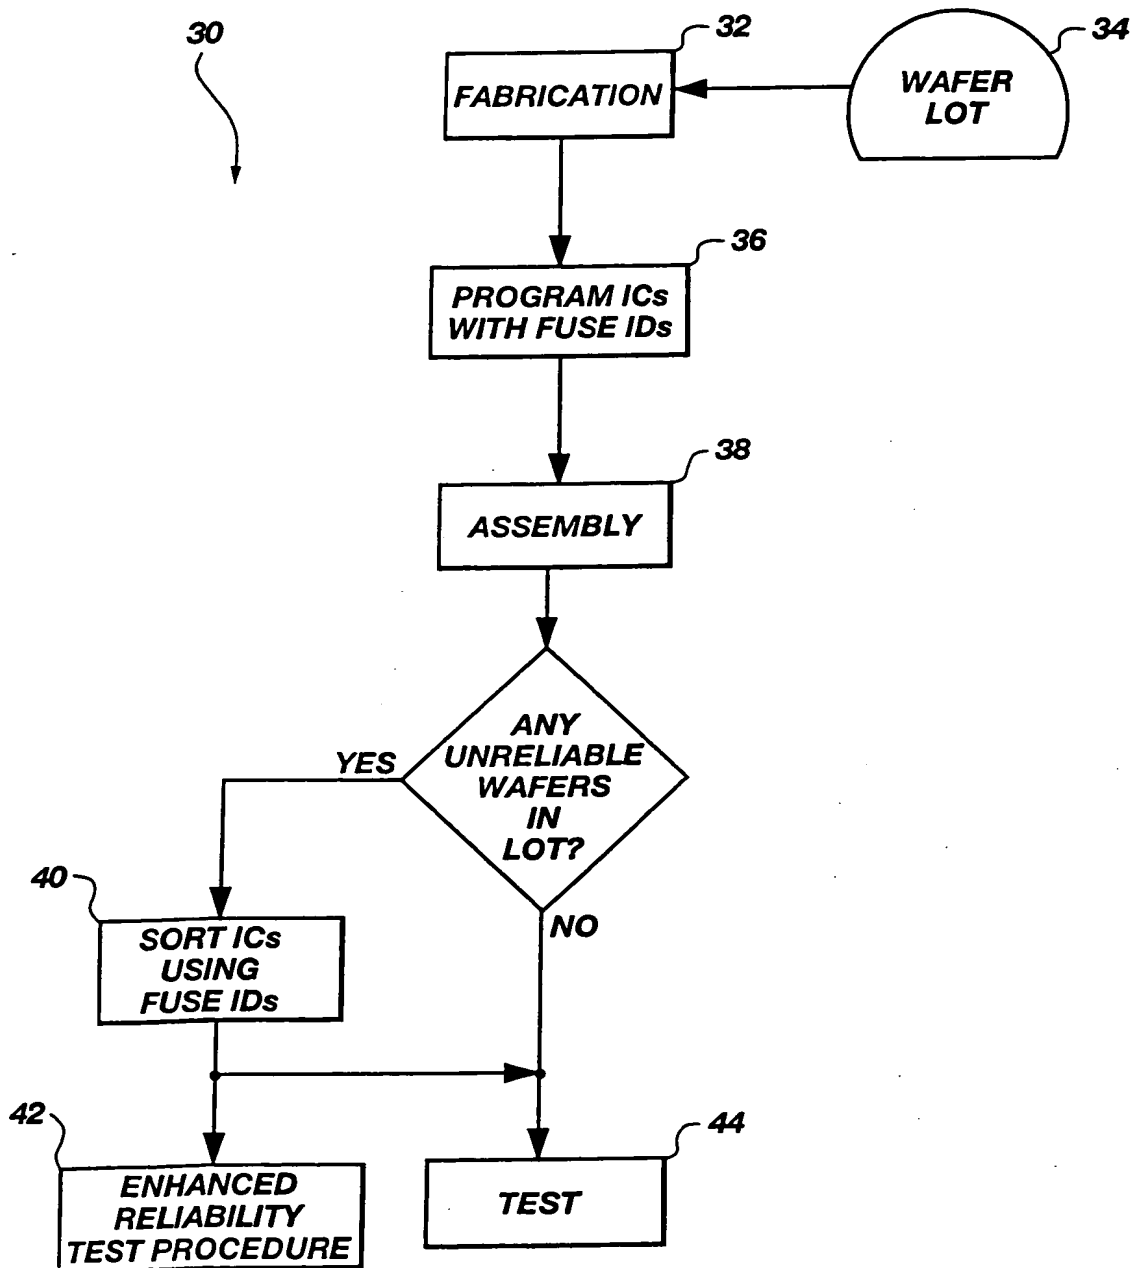 30
32
34
FABRICATION
WAFER
LOT
36
PROGRAM ICs
WITH FUSE IDs
38
ASSEMBLY
ANY
UNRELIABLE
WAFERS
IN
LOT?
YES
NO
40
SORT ICs
USING
FUSE IDs
42
ENHANCED
RELIABILITY
TEST PROCEDURE
44
TEST